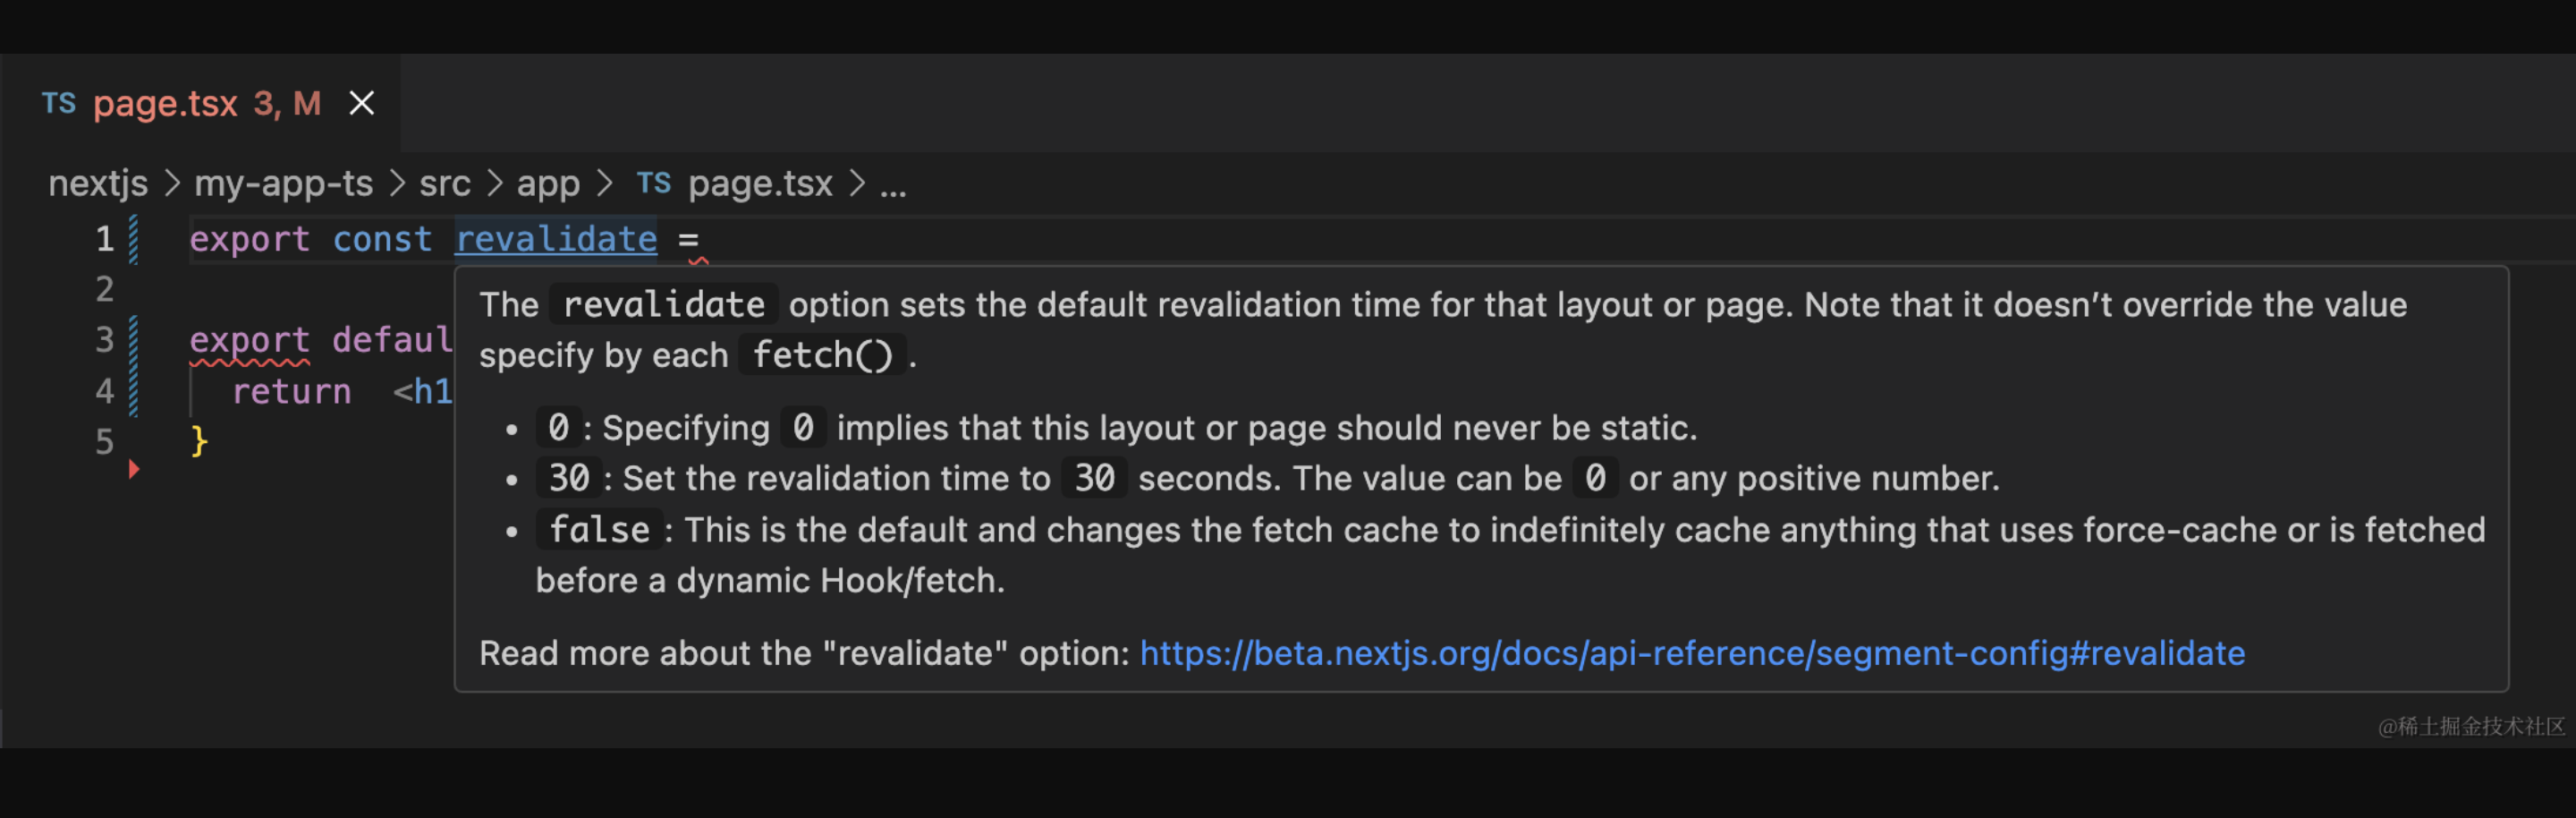 TS page.tsx 3, M ×
nextjs > my-app-ts > src > app > TS page.tsx > ...
1 export const revalidate =
2
3 export defaul
4 return <h1
5 }
The revalidate option sets the default revalidation time for that layout or page. Note that it doesn't override the value
specify by each fetch() .
• 0 : Specifying 0 implies that this layout or page should never be static.
• 30 : Set the revalidation time to 30 seconds. The value can be 0 or any positive number.
• false : This is the default and changes the fetch cache to indefinitely cache anything that uses force-cache or is fetched
before a dynamic Hook/fetch.
Read more about the "revalidate" option: https://beta.nextjs.org/docs/api-reference/segment-config#revalidate
@稀土掘金技术社区